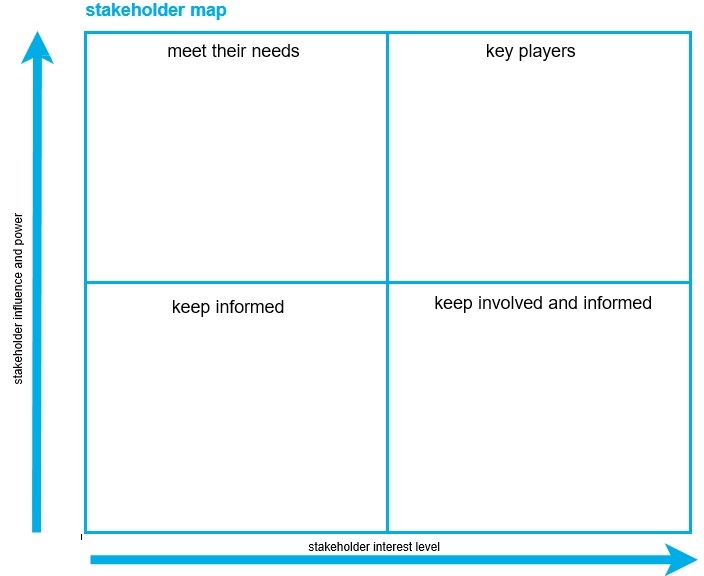 stakeholder map
meet their needs
key players
stakeholder influence and power
keep informed
keep involved and informed
stakeholder interest level